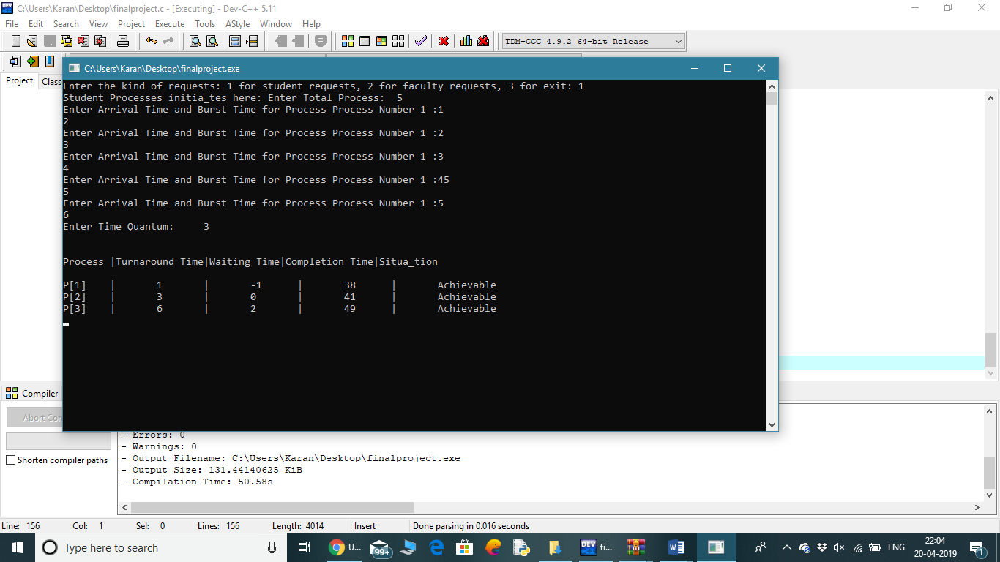 C:\Users\Karan\Desktop\finalproject.c - [Executing] - Dev-C++ 5.11
File Edit Search View Project Execute Tools AStyle Window Help
TDM-GCC 4.9.2 64-bit Release
Project Class
C:\Users\Karan\Desktop\finalproject.exe
Enter the kind of requests: 1 for student requests, 2 for faculty requests, 3 for exit: 1
Student Processes initia_tes here: Enter Total Process: 5
Enter Arrival Time and Burst Time for Process Process Number 1 :1
2
Enter Arrival Time and Burst Time for Process Process Number 1 :2
3
Enter Arrival Time and Burst Time for Process Process Number 1 :3
4
Enter Arrival Time and Burst Time for Process Process Number 1 :45
5
Enter Arrival Time and Burst Time for Process Process Number 1 :5
6
Enter Time Quantum: 3
Process |Turnaround Time|Waiting Time|Completion Time|Situa_tion
P[1] | 1 | -1 | 38 | Achievable
P[2] | 3 | 0 | 41 | Achievable
P[3] | 6 | 2 | 49 | Achievable
Compiler
Abort Con
Shorten compiler paths
- Errors: 0
- Warnings: 0
- Output Filename: C:\Users\Karan\Desktop\finalproject.exe
- Output Size: 131.44140625 KiB
- Compilation Time: 50.58s
Line: 156 Col: 1 Sel: 0 Lines: 156 Length: 4014 Insert Done parsing in 0.016 seconds
Type here to search
U...
99+
DEV
fi...
ENG
22:04
20-04-2019
1